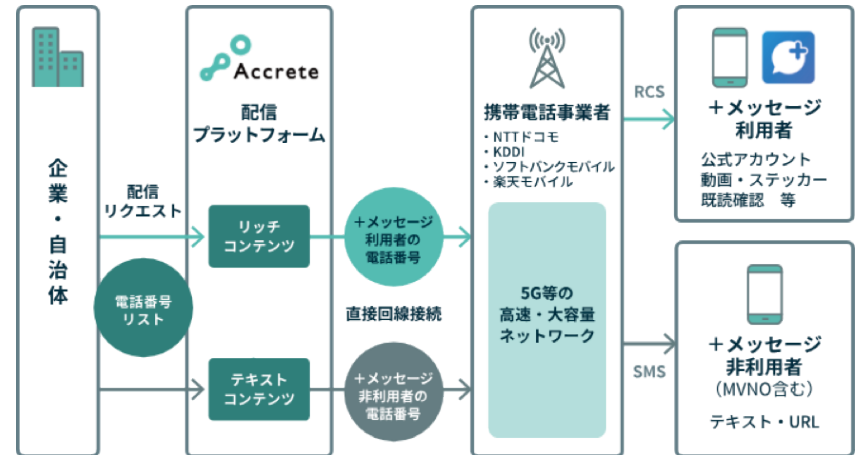 企業・自治体
配信
リクエスト
電話番号
リスト
Accrete
配信
プラットフォーム
リッチ
コンテンツ
テキスト
コンテンツ
＋メッセージ
利用者の
電話番号
直接回線接続
＋メッセージ
非利用者の
電話番号
携帯電話事業者
・NTTドコモ
・KDDI
・ソフトバンクモバイル
・楽天モバイル
5G等の
高速・大容量
ネットワーク
RCS
＋メッセージ
利用者
公式アカウント
動画・ステッカー
既読確認　等
SMS
＋メッセージ
非利用者
（MVNO含む）
テキスト・URL